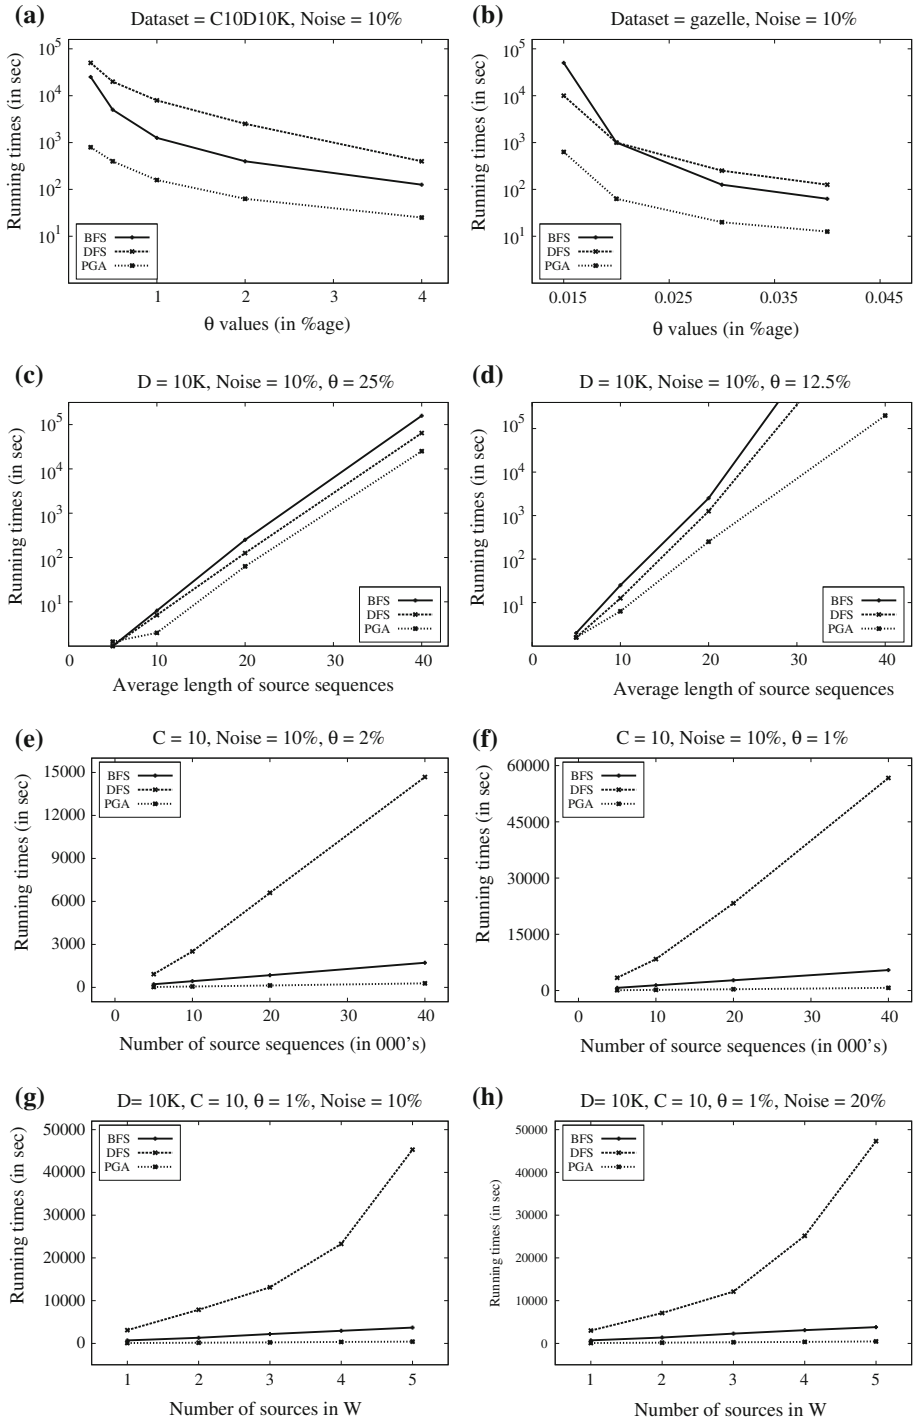 (a) Dataset = C10D10K, Noise = 10%
Running times (in sec)
10^5
10^4
10^3
10^2
10^1
BFS
DFS
PGA
1 2 3 4
θ values (in %age)
(b) Dataset = gazelle, Noise = 10%
Running times (in sec)
10^5
10^4
10^3
10^2
10^1
BFS
DFS
PGA
0.015 0.025 0.035 0.045
θ values (in %age)
(c) D = 10K, Noise = 10%, θ = 25%
Running times (in sec)
10^5
10^4
10^3
10^2
10^1
BFS
DFS
PGA
0 10 20 30 40
Average length of source sequences
(d) D = 10K, Noise = 10%, θ = 12.5%
Running times (in sec)
10^5
10^4
10^3
10^2
10^1
BFS
DFS
PGA
0 10 20 30 40
Average length of source sequences
(e) C = 10, Noise = 10%, θ = 2%
Running times (in sec)
15000
12000
9000
6000
3000
0
BFS
DFS
PGA
0 10 20 30 40
Number of source sequences (in 000's)
(f) C = 10, Noise = 10%, θ = 1%
Running times (in sec)
60000
45000
30000
15000
0
BFS
DFS
PGA
0 10 20 30 40
Number of source sequences (in 000's)
(g) D= 10K, C = 10, θ = 1%, Noise = 10%
Running times (in sec)
50000
40000
30000
20000
10000
0
BFS
DFS
PGA
1 2 3 4 5
Number of sources in W
(h) D= 10K, C = 10, θ = 1%, Noise = 20%
Running times (in sec)
50000
40000
30000
20000
10000
0
BFS
DFS
PGA
1 2 3 4 5
Number of sources in W